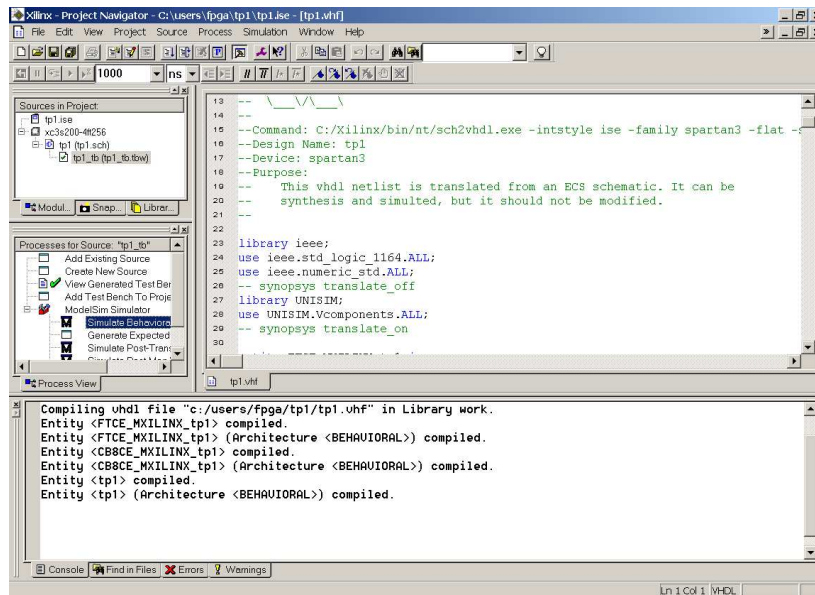 Xilinx - Project Navigator - C:\users\fpga\tp1\tp1.ise - [tp1.vhf]
File Edit View Project Source Process Simulation Window Help
1000 ns
Sources in Project:
tp1.ise
xc3s200-4ft256
tp1 (tp1.sch)
tp1_tb (tp1_tb.tbw)
Modul... Snap... Librar...
Processes for Source: "tp1_tb"
Add Existing Source
Create New Source
View Generated Test Ben
Add Test Bench To Proje
ModelSim Simulator
Simulate Behaviora
Generate Expected
Simulate Post-Trans
Process View
13 -- \___\/\___\
14 --
15 --Command: C:/Xilinx/bin/nt/sch2vhdl.exe -intstyle ise -family spartan3 -flat -s
16 --Design Name: tp1
17 --Device: spartan3
18 --Purpose:
19 -- This vhdl netlist is translated from an ECS schematic. It can be
20 -- synthesis and simulted, but it should not be modified.
21 --
22
23 library ieee;
24 use ieee.std_logic_1164.ALL;
25 use ieee.numeric_std.ALL;
26 -- synopsys translate_off
27 library UNISIM;
28 use UNISIM.Vcomponents.ALL;
29 -- synopsys translate_on
30
tp1.vhf
Compiling vhdl file "c:/users/fpga/tp1/tp1.vhf" in Library work.
Entity <FTCE_MXILINX_tp1> compiled.
Entity <FTCE_MXILINX_tp1> (Architecture <BEHAVIORAL>) compiled.
Entity <CB8CE_MXILINX_tp1> compiled.
Entity <CB8CE_MXILINX_tp1> (Architecture <BEHAVIORAL>) compiled.
Entity <tp1> compiled.
Entity <tp1> (Architecture <BEHAVIORAL>) compiled.
Console Find in Files Errors Warnings
Ln 1 Col 1 VHDL